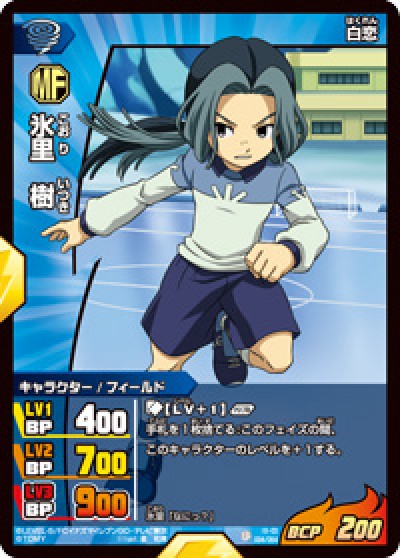 はくれん
白恋
MF
こおり
氷里
いつき
樹
キャラクター / フィールド
LV1
BP
400
LV2
BP
700
LV3
BP
900
[LV+1]
手札を1枚捨てる:このフェイズの間、
このキャラクターのレベルを+1する。
©TOMY
BCP 200